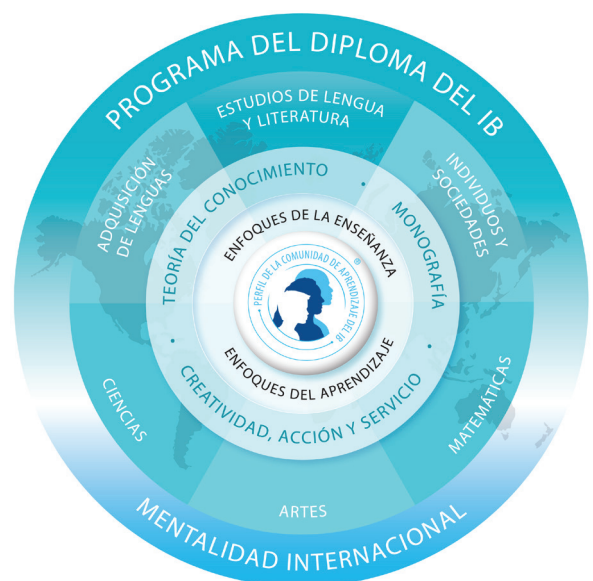 PROGRAMA DEL DIPLOMA DEL IB
ESTUDIOS DE LENGUA
Y LITERATURA
ADQUISICIÓN
DE LENGUAS
INDIVIDUOS Y
SOCIEDADES
TEORÍA DEL CONOCIMIENTO
MONOGRAFÍA
ENFOQUES DE LA ENSEÑANZA
PERFIL DE LA COMUNIDAD DE APRENDIZAJE DEL IB
®
ENFOQUES DEL APRENDIZAJE
CREATIVIDAD, ACCIÓN Y SERVICIO
CIENCIAS
MATEMÁTICAS
ARTES
MENTALIDAD INTERNACIONAL